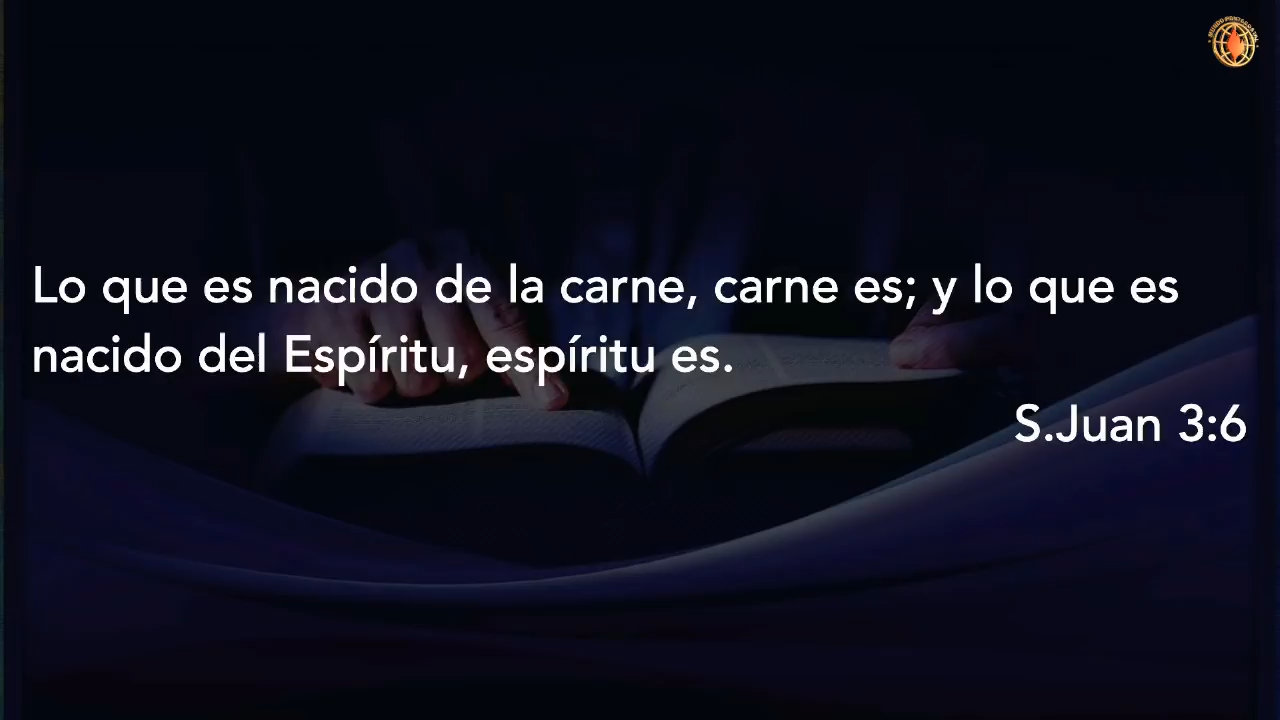 Lo que es nacido de la carne, carne es; y lo que es
nacido del Espíritu, espíritu es.
S.Juan 3:6